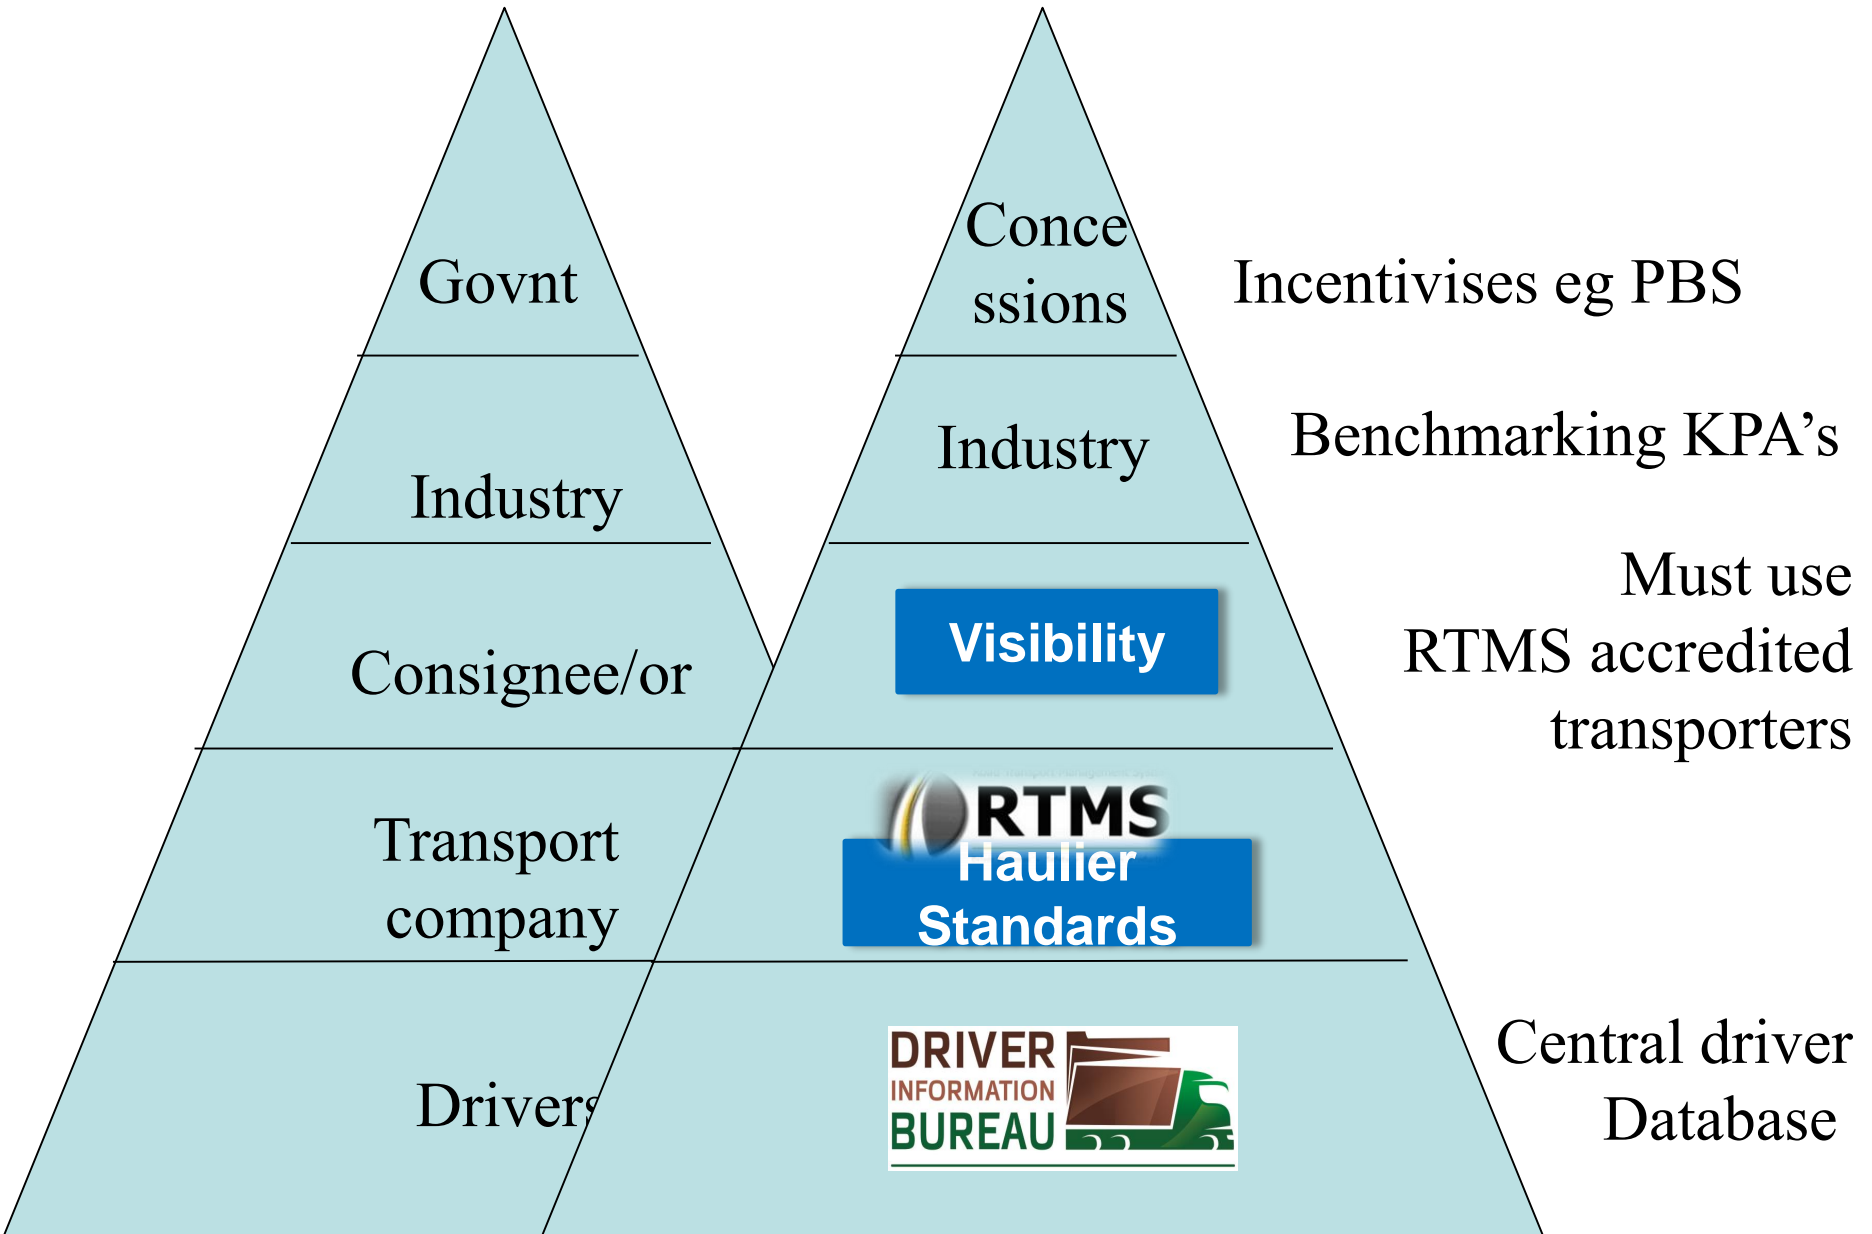 Govnt
Industry
Consignee/or
Transport
company
Drivers
Conce
ssions
Industry
Visibility
RTMS
Haulier
Standards
DRIVER
INFORMATION
BUREAU
Incentivises eg PBS
Benchmarking KPA’s
Must use
RTMS accredited
transporters
Central driver
Database